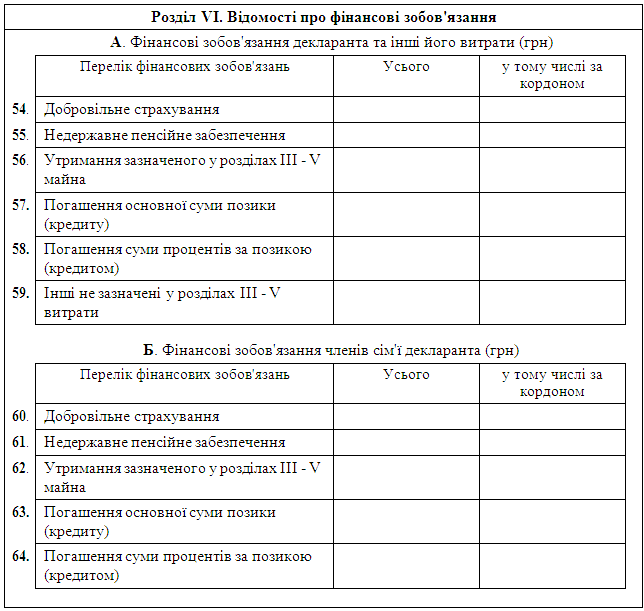 Розділ VI. Відомості про фінансові зобов'язання
А. Фінансові зобов'язання декларанта та інші його витрати (грн)
Перелік фінансових зобов'язань Усього у тому числі за
кордоном
54. Добровільне страхування
55. Недержавне пенсійне забезпечення
56. Утримання зазначеного у розділах III - V
майна
57. Погашення основної суми позики
(кредиту)
58. Погашення суми процентів за позикою
(кредитом)
59. Інші не зазначені у розділах III - V
витрати
Б. Фінансові зобов'язання членів сім'ї декларанта (грн)
Перелік фінансових зобов'язань Усього у тому числі за
кордоном
60. Добровільне страхування
61. Недержавне пенсійне забезпечення
62. Утримання зазначеного у розділах III - V
майна
63. Погашення основної суми позики
(кредиту)
64. Погашення суми процентів за позикою
(кредитом)